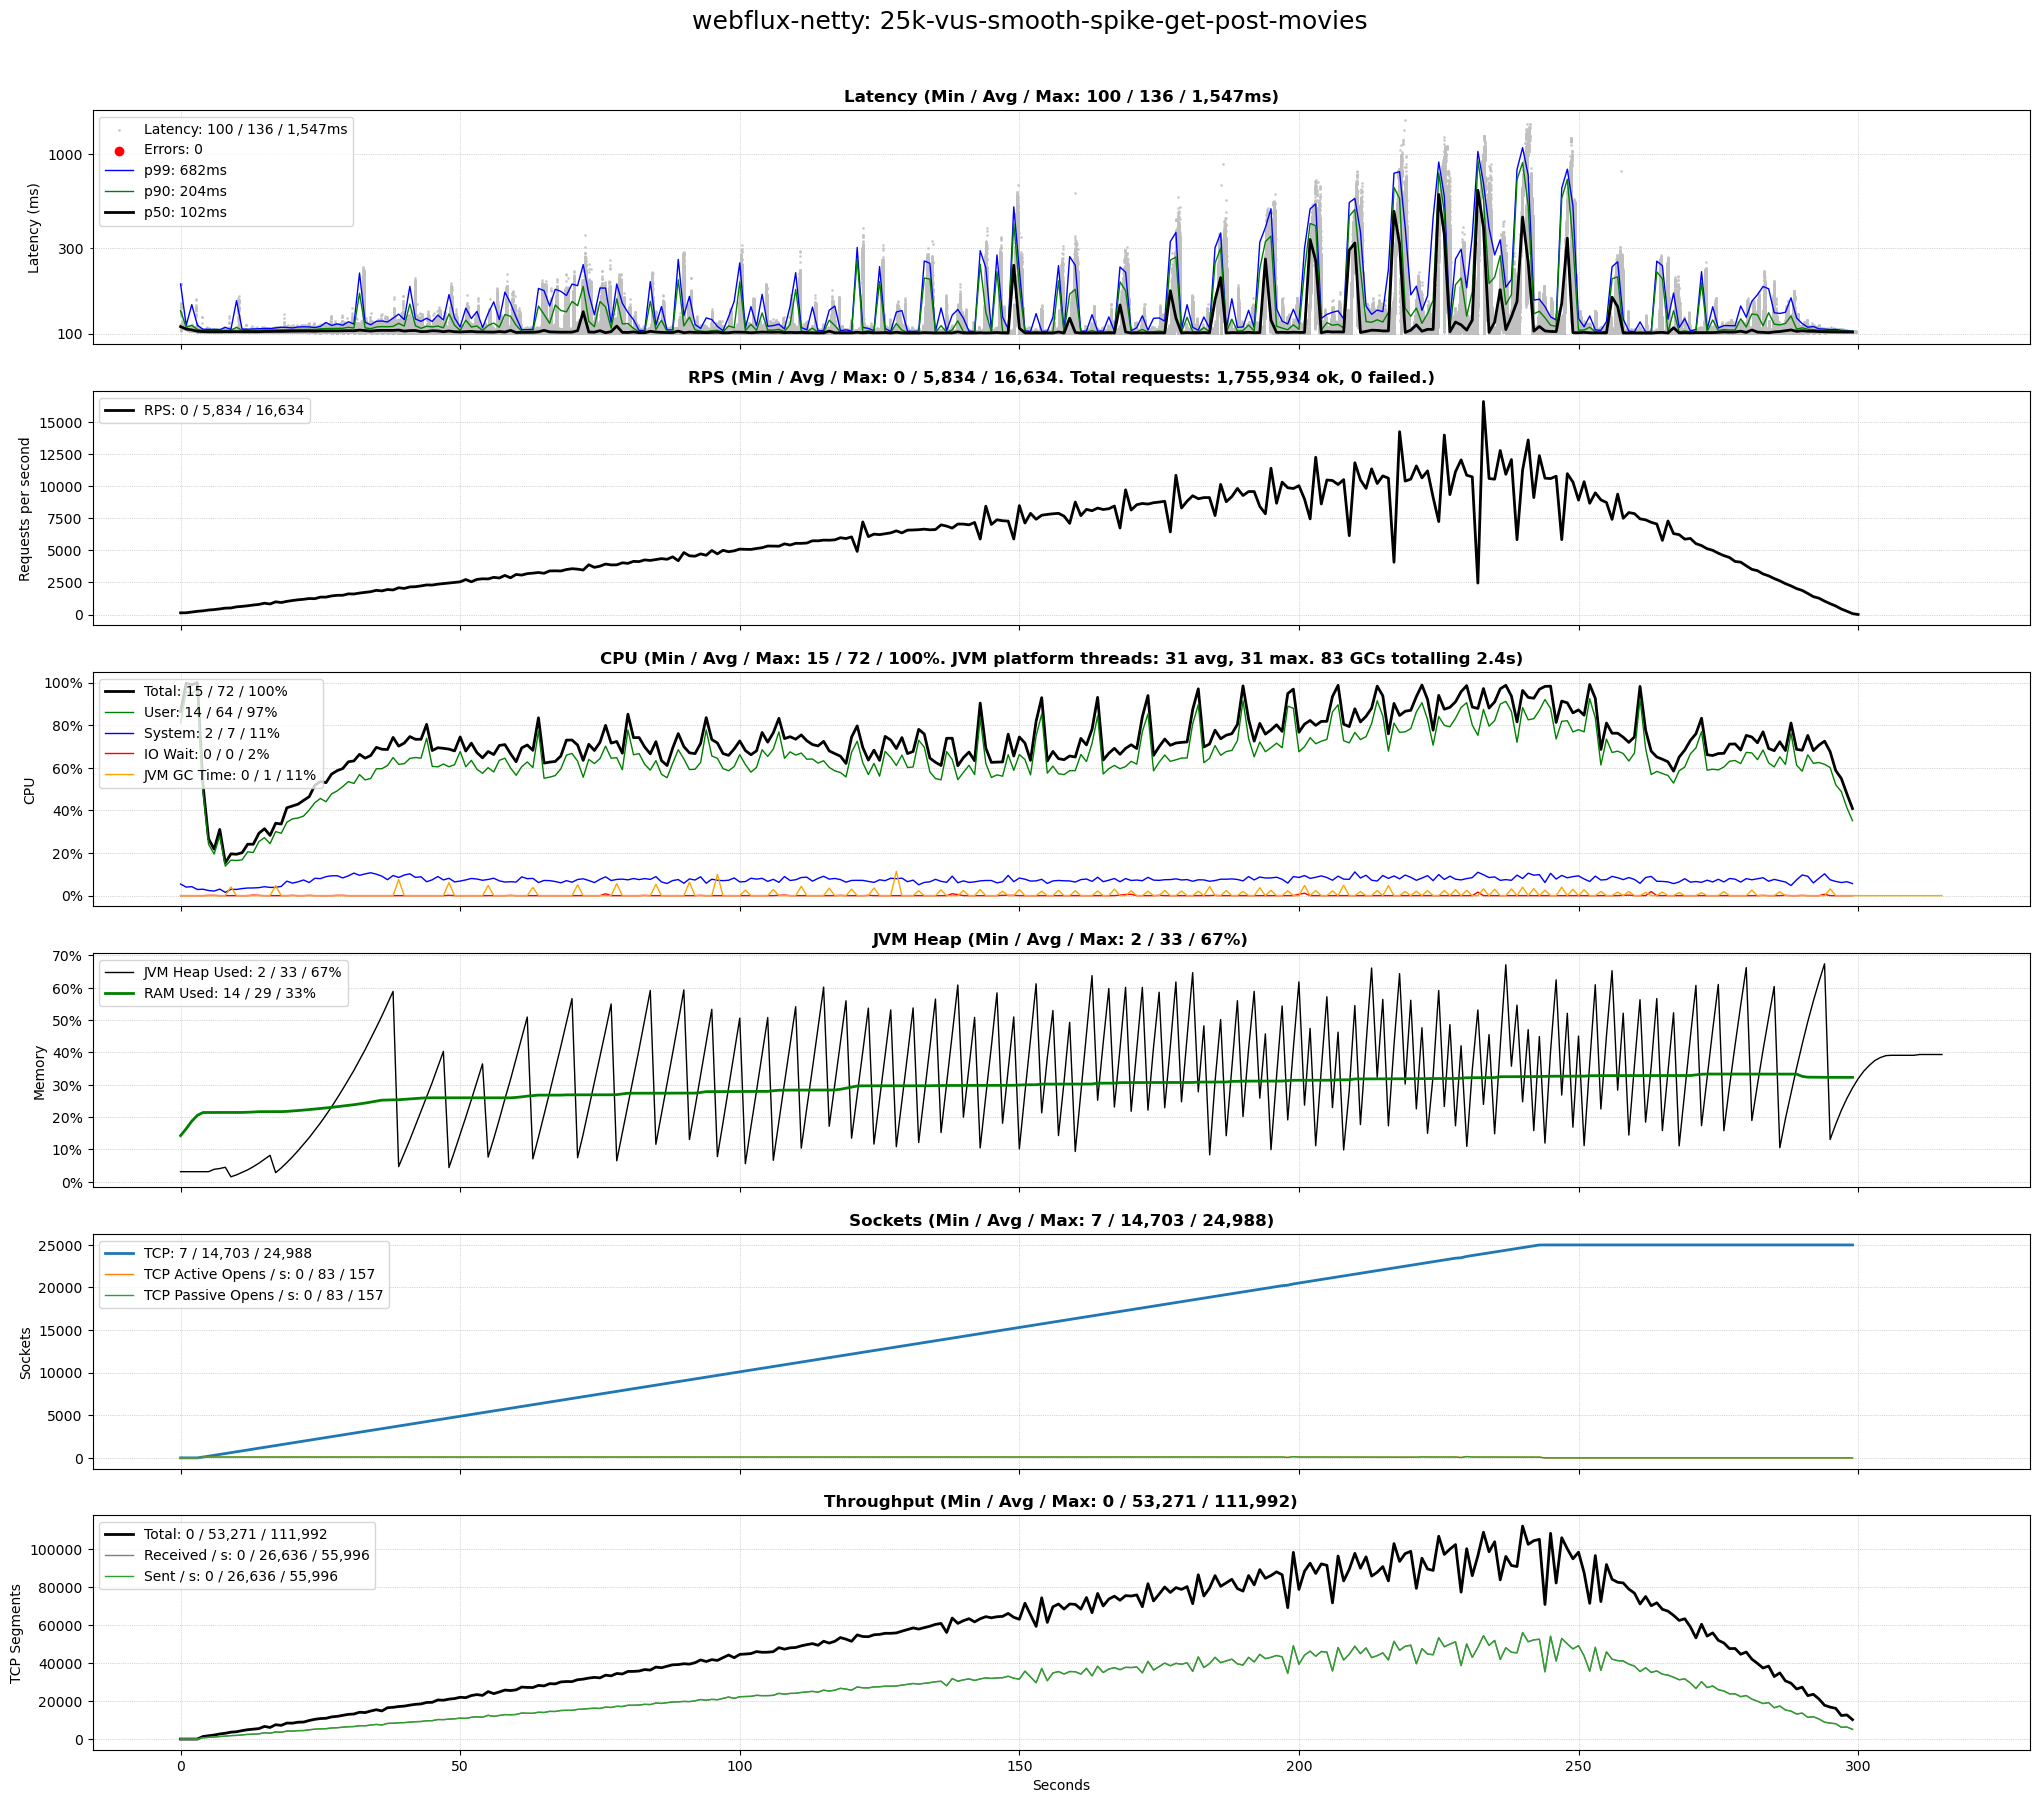 webflux-netty: 25k-vus-smooth-spike-get-post-movies
Latency (Min / Avg / Max: 100 / 136 / 1,547ms)
Latency: 100 / 136 / 1,547ms
Errors: 0
p99: 682ms
p90: 204ms
p50: 102ms
1000
300
100
Latency (ms)
RPS (Min / Avg / Max: 0 / 5,834 / 16,634. Total requests: 1,755,934 ok, 0 failed.)
RPS: 0 / 5,834 / 16,634
15000
12500
10000
7500
5000
2500
0
Requests per second
CPU (Min / Avg / Max: 15 / 72 / 100%. JVM platform threads: 31 avg, 31 max. 83 GCs totalling 2.4s)
Total: 15 / 72 / 100%
User: 14 / 64 / 97%
System: 2 / 7 / 11%
IO Wait: 0 / 0 / 2%
JVM GC Time: 0 / 1 / 11%
100%
80%
60%
40%
20%
0%
CPU
JVM Heap (Min / Avg / Max: 2 / 33 / 67%)
JVM Heap Used: 2 / 33 / 67%
RAM Used: 14 / 29 / 33%
70%
60%
50%
40%
30%
20%
10%
0%
Memory
Sockets (Min / Avg / Max: 7 / 14,703 / 24,988)
TCP: 7 / 14,703 / 24,988
TCP Active Opens / s: 0 / 83 / 157
TCP Passive Opens / s: 0 / 83 / 157
25000
20000
15000
10000
5000
0
Sockets
Throughput (Min / Avg / Max: 0 / 53,271 / 111,992)
Total: 0 / 53,271 / 111,992
Received / s: 0 / 26,636 / 55,996
Sent / s: 0 / 26,636 / 55,996
100000
80000
60000
40000
20000
0
TCP Segments
0 50 100 150 200 250 300
Seconds